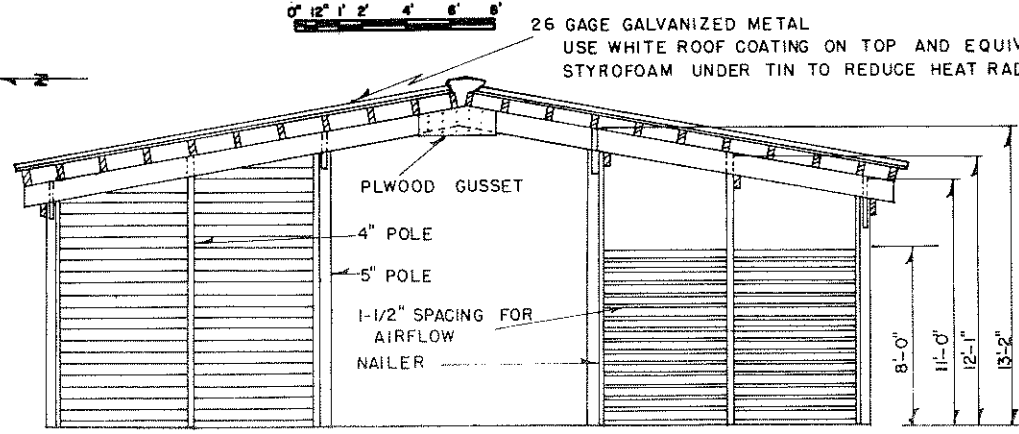 0" 12" 1' 2' 4' 6' 8'
26 GAGE GALVANIZED METAL
USE WHITE ROOF COATING ON TOP AND EQUIV
STYROFOAM UNDER TIN TO REDUCE HEAT RAD
N
PLWOOD GUSSET
4" POLE
5" POLE
1-1/2" SPACING FOR
AIRFLOW
NAILER
8'-0"
11'-0"
12'-1"
13'-2"